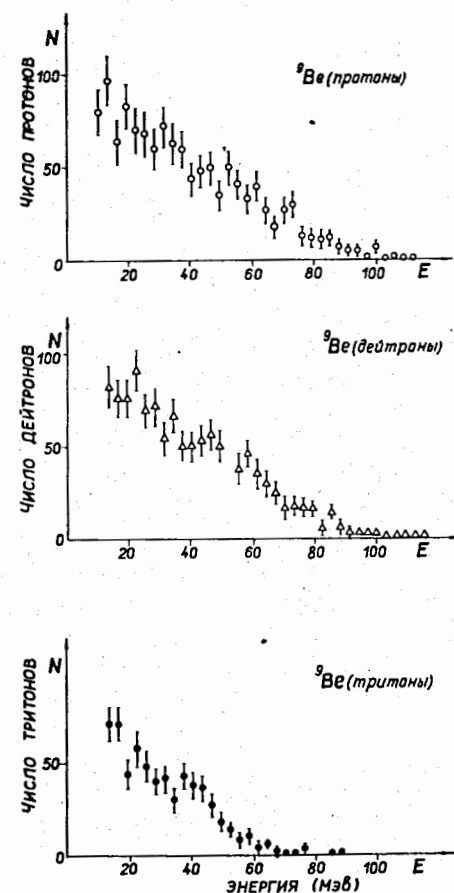 N
⁹Be (протоны)
ЧИСЛО ПРОТОНОВ
100
50
0
20 40 60 80 100 E
N
⁹Be (дейтроны)
ЧИСЛО ДЕЙТРОНОВ
100
50
0
20 40 60 80 100 E
N
⁹Be (тритоны)
ЧИСЛО ТРИТОНОВ
50
0
20 40 60 80 100 E
ЭНЕРГИЯ (МэВ)